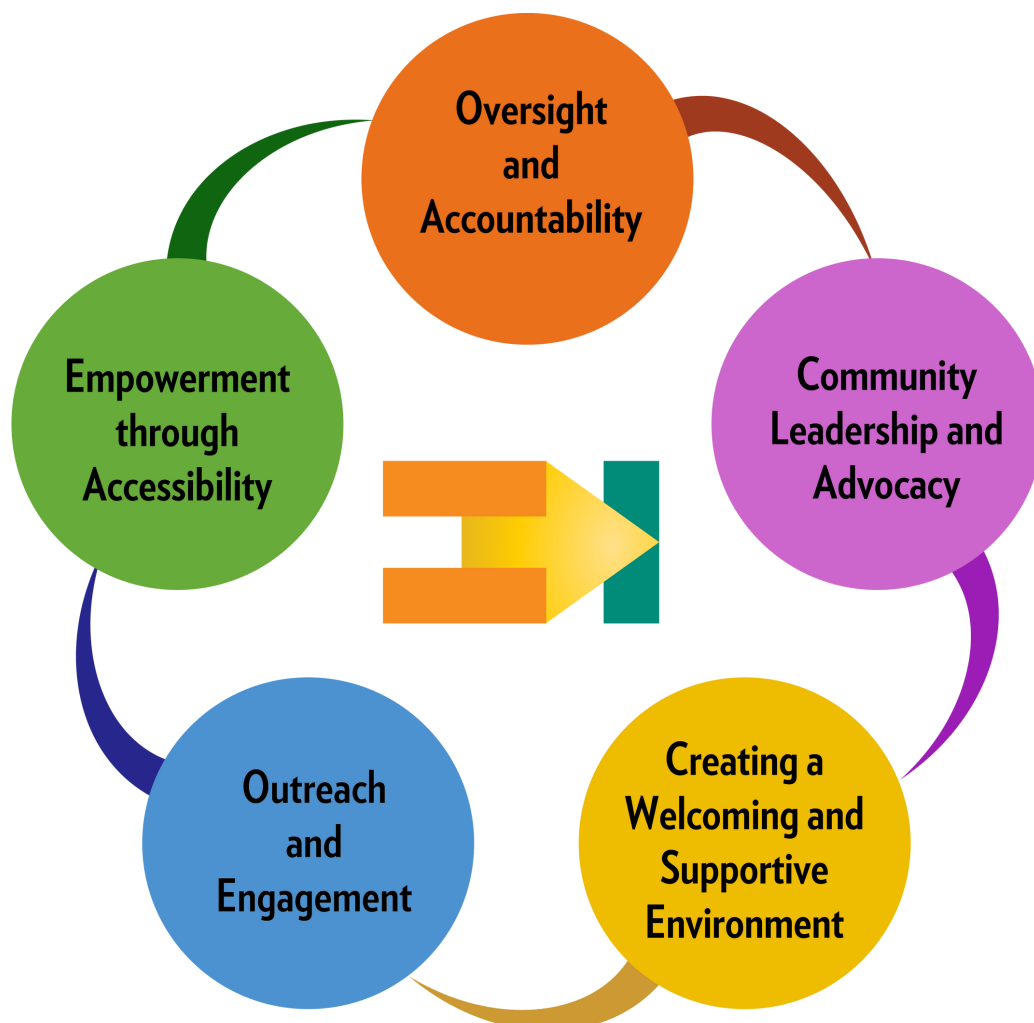 Oversight
and
Accountability
Community
Leadership and
Advocacy
Creating a
Welcoming and
Supportive
Environment
Outreach
and
Engagement
Empowerment
through
Accessibility